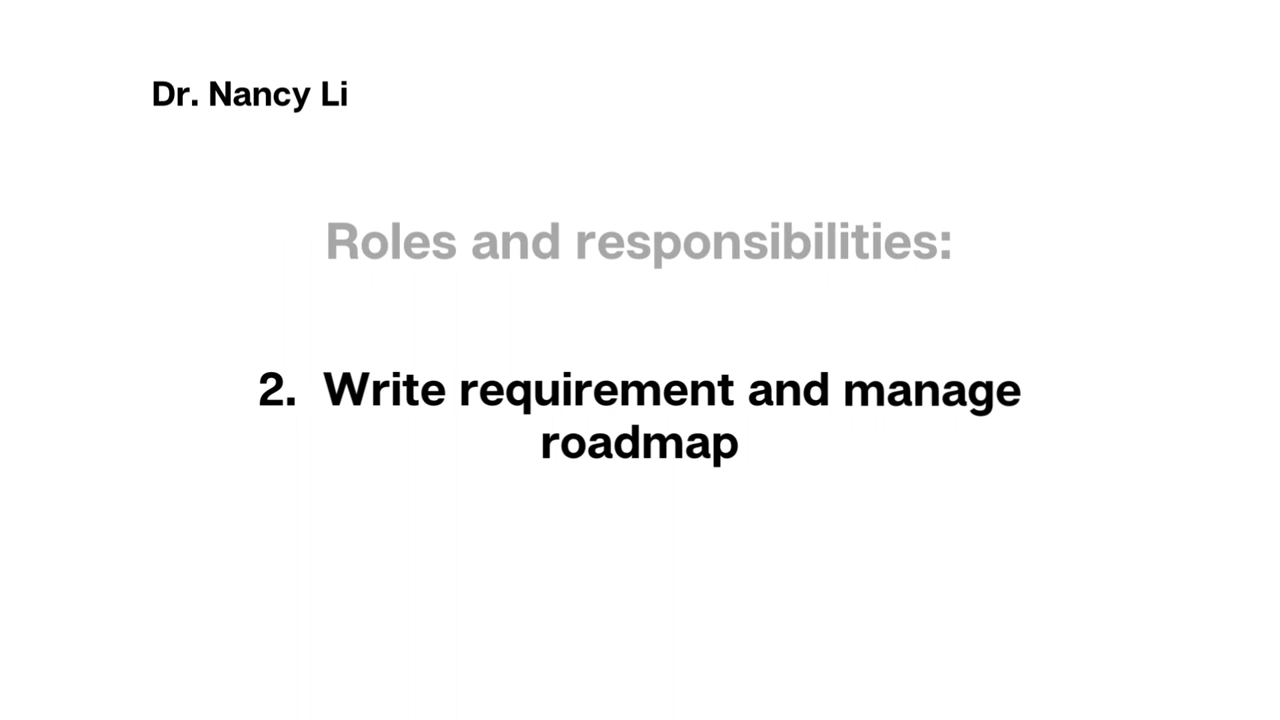 Dr. Nancy Li
Roles and responsibilities:
2. Write requirement and manage
roadmap